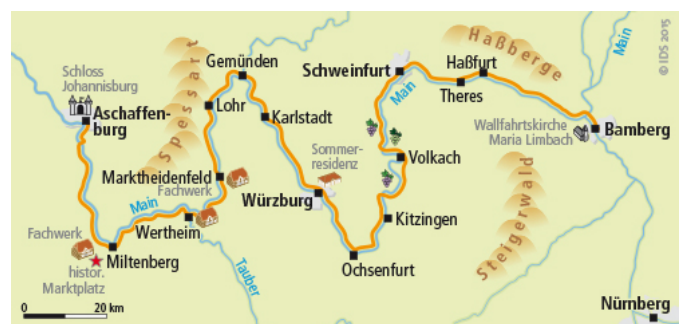 Schloss
Johannisburg
Aschaffen-
burg
Spessart
Gemünden
Lohr
Karlstadt
Marktheidenfeld
Fachwerk
Main
Wertheim
Fachwerk
Miltenberg
histor.
Marktplatz
Tauber
0
20 km
Sommer-
residenz
Würzburg
Ochsenfurt
Kitzingen
Volkach
Schweinfurt
Main
Theres
Haßfurt
Haßberge
Wallfahrtskirche
Maria Limbach
Bamberg
Main
Steigerwald
Nürnberg
© IDS 2015